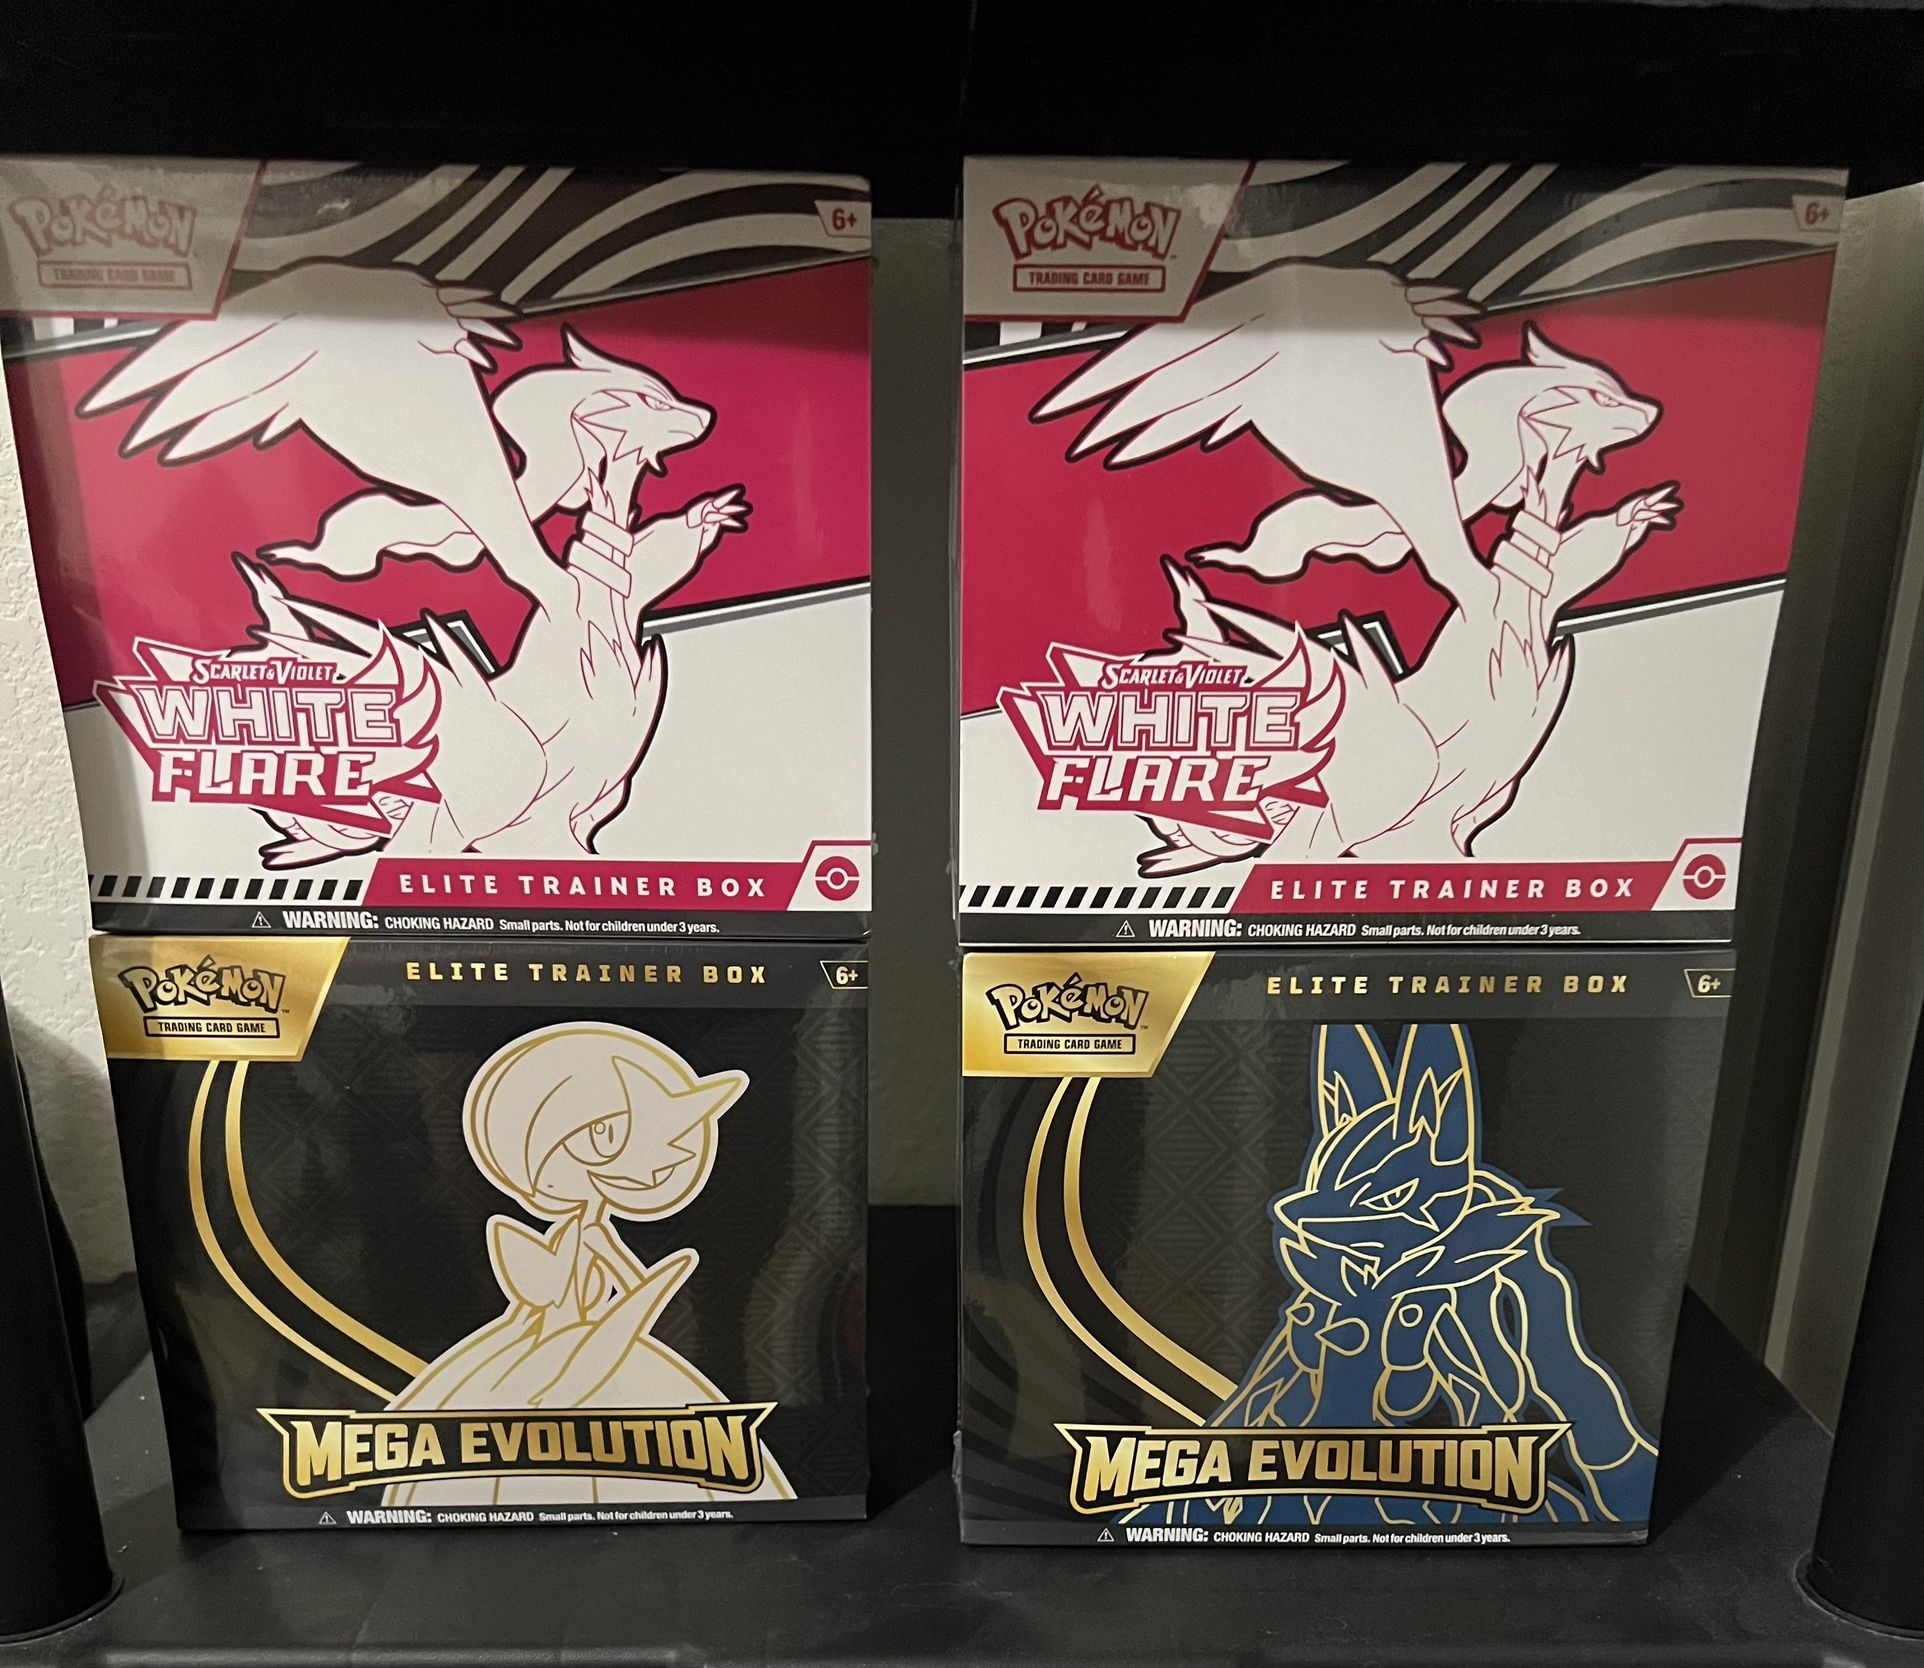 POKéMON
TRADING CARD GAME
6+
SCARLET & VIOLET
WHITE
FLARE
ELITE TRAINER BOX
WARNING: CHOKING HAZARD Small parts. Not for children under 3 years.
POKéMON™
TRADING CARD GAME
6+
SCARLET & VIOLET
WHITE
FLARE
ELITE TRAINER BOX
WARNING: CHOKING HAZARD Small parts. Not for children under 3 years.
POKéMON™
TRADING CARD GAME
ELITE TRAINER BOX
6+
MEGA EVOLUTION
WARNING: CHOKING HAZARD Small parts. Not for children under 3 years.
POKéMON™
TRADING CARD GAME
ELITE TRAINER BOX
6+
MEGA EVOLUTION
WARNING: CHOKING HAZARD Small parts. Not for children under 3 years.